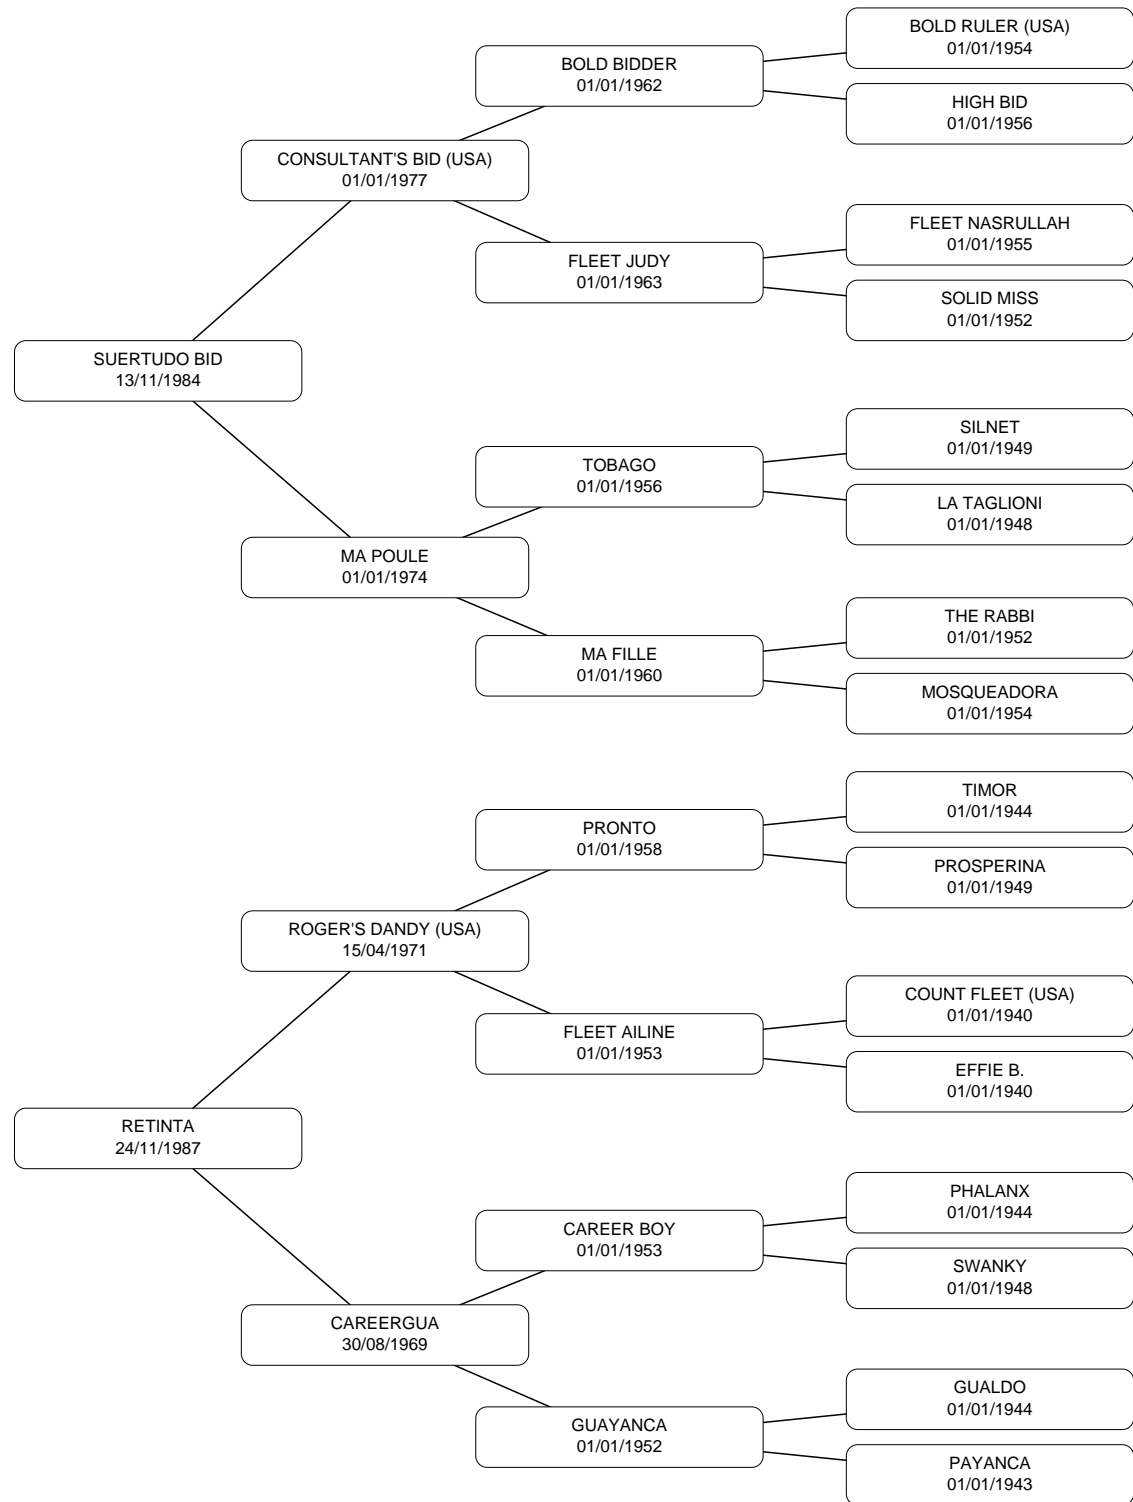 BOLD RULER (USA)
01/01/1954
BOLD BIDDER
01/01/1962
HIGH BID
01/01/1956
CONSULTANT'S BID (USA)
01/01/1977
FLEET NASRULLAH
01/01/1955
FLEET JUDY
01/01/1963
SOLID MISS
01/01/1952
SUERTUDO BID
13/11/1984
SILNET
01/01/1949
TOBAGO
01/01/1956
LA TAGLIONI
01/01/1948
MA POULE
01/01/1974
THE RABBI
01/01/1952
MA FILLE
01/01/1960
MOSQUEADORA
01/01/1954
TIMOR
01/01/1944
PRONTO
01/01/1958
PROSPERINA
01/01/1949
ROGER'S DANDY (USA)
15/04/1971
COUNT FLEET (USA)
01/01/1940
FLEET AILINE
01/01/1953
EFFIE B.
01/01/1940
RETINTA
24/11/1987
PHALANX
01/01/1944
CAREER BOY
01/01/1953
SWANKY
01/01/1948
CAREERGUA
30/08/1969
GUALDO
01/01/1944
GUAYANCA
01/01/1952
PAYANCA
01/01/1943